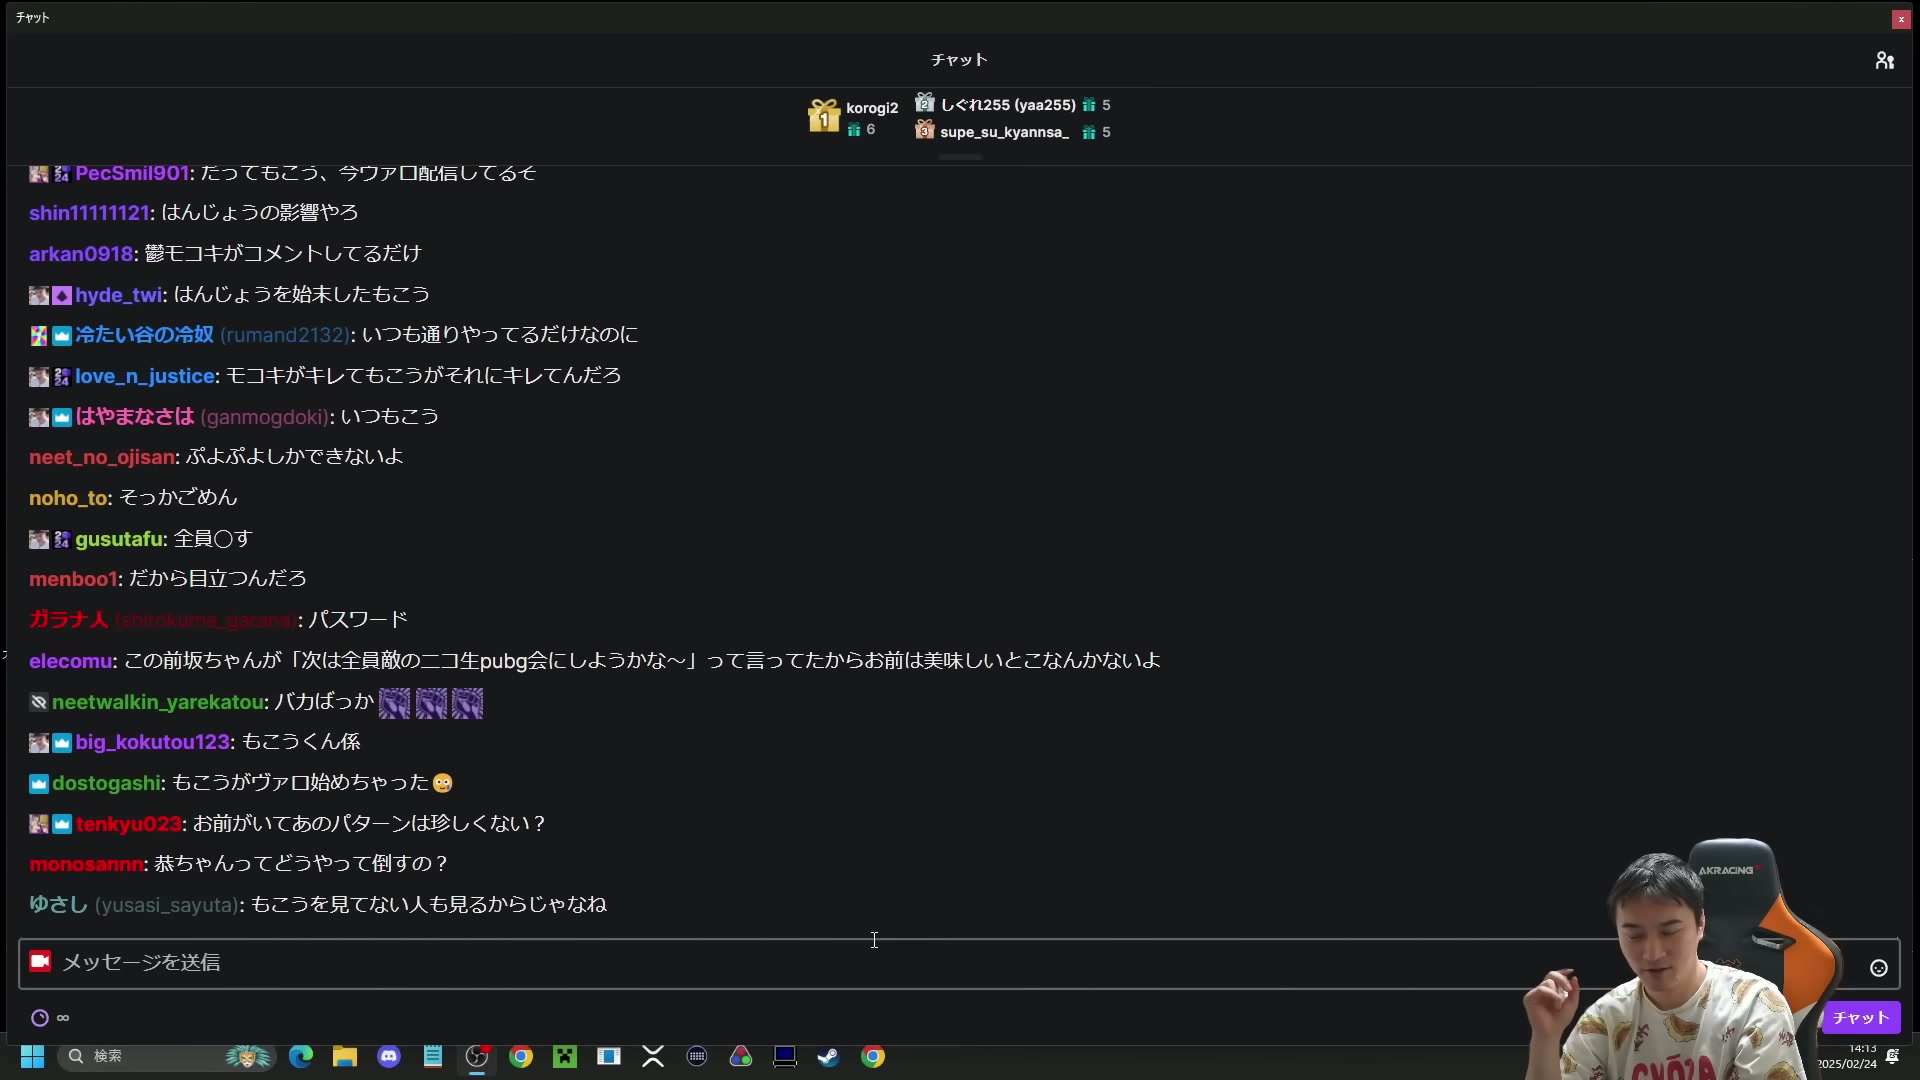 チャット
チャット
korogi2
6
しぐれ255 (yaa255) 5
supe_su_kyannsa_ 5
PecSmil901: だってもこう、今ヴァロ配信してるぞ
shin11111121: はんじょうの影響やろ
arkan0918: 鬱モコキがコメントしてるだけ
hyde_twi: はんじょうを始末したもこう
冷たい谷の冷奴 (rumand2132): いつも通りやってるだけなのに
love_n_justice: モコキがキレてもこうがそれにキレてんだろ
はやまなさは (ganmogdoki): いつもこう
neet_no_ojisan: ぷよぷよしかできないよ
noho_to: そっかごめん
gusutafu: 全員〇す
menboo1: だから目立つんだろ
ガラナ人 (shirokuma_garana): パスワード
elecomu: この前坂ちゃんが「次は全員敵のニコ生pubg会にしようかな～」って言ってたからお前は美味しいとこなんかないよ
neetwalkin_yarekatou: バカばっか
big_kokutou123: もこうくん係
dostogashi: もこうがヴァロ始めちゃった😳
tenkyu023: お前がいてあのパターンは珍しくない？
monosannn: 恭ちゃんってどうやって倒すの？
ゆさし (yusasi_sayuta): もこうを見てない人も見るからじゃなね
メッセージを送信
∞
チャット
検索
14:13
2025/02/24
AKRACING
GYOZA